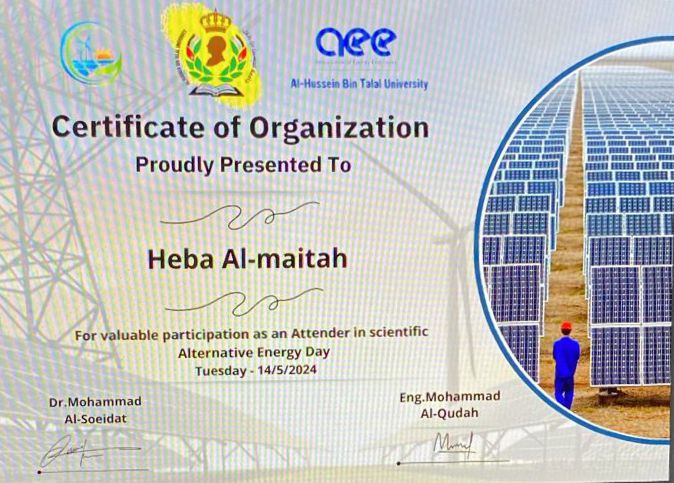 aee
Al-Hussein Bin Talal University
Certificate of Organization
Proudly Presented To
Heba Al-maitah
For valuable participation as an Attender in scientific
Alternative Energy Day
Tuesday - 14/5/2024
Dr.Mohammad
Al-Soeidat
Eng.Mohammad
Al-Qudah